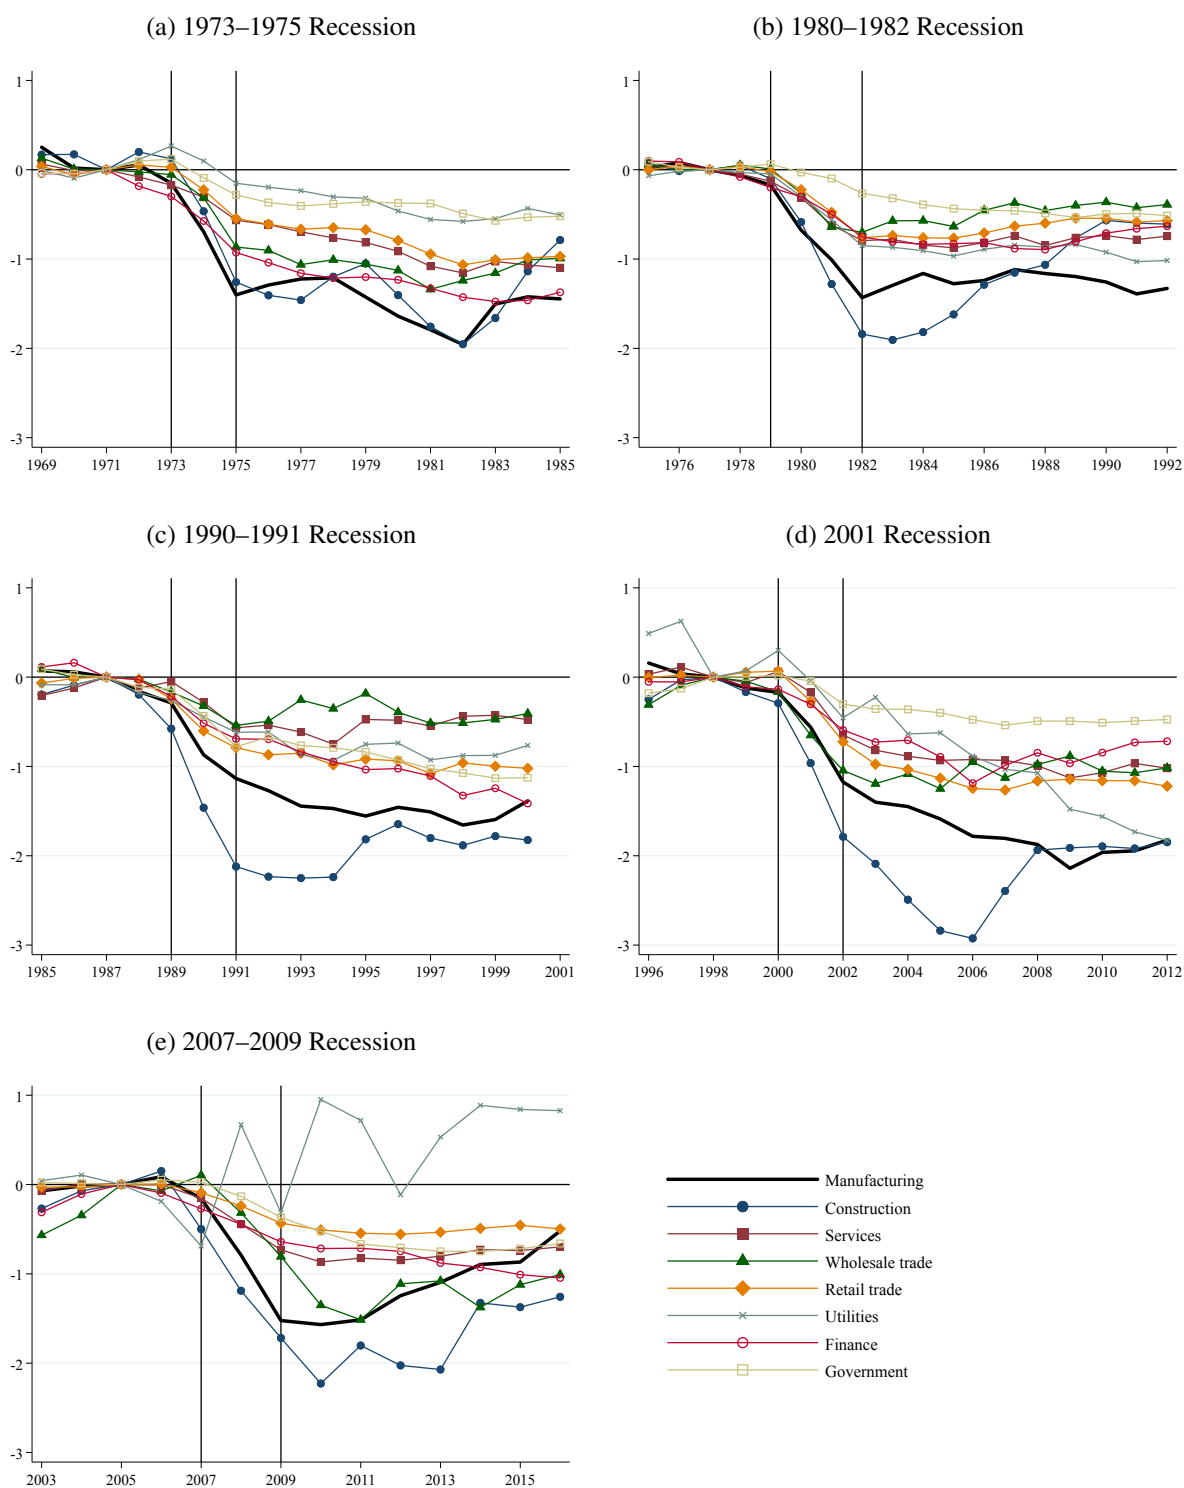 (a) 1973–1975 Recession
1
0
-1
-2
-3
1969 1971 1973 1975 1977 1979 1981 1983 1985
(b) 1980–1982 Recession
1
0
-1
-2
-3
1976 1978 1980 1982 1984 1986 1988 1990 1992
(c) 1990–1991 Recession
1
0
-1
-2
-3
1985 1987 1989 1991 1993 1995 1997 1999 2001
(d) 2001 Recession
1
0
-1
-2
-3
1996 1998 2000 2002 2004 2006 2008 2010 2012
(e) 2007–2009 Recession
1
0
-1
-2
-3
2003 2005 2007 2009 2011 2013 2015
Manufacturing
Construction
Services
Wholesale trade
Retail trade
Utilities
Finance
Government